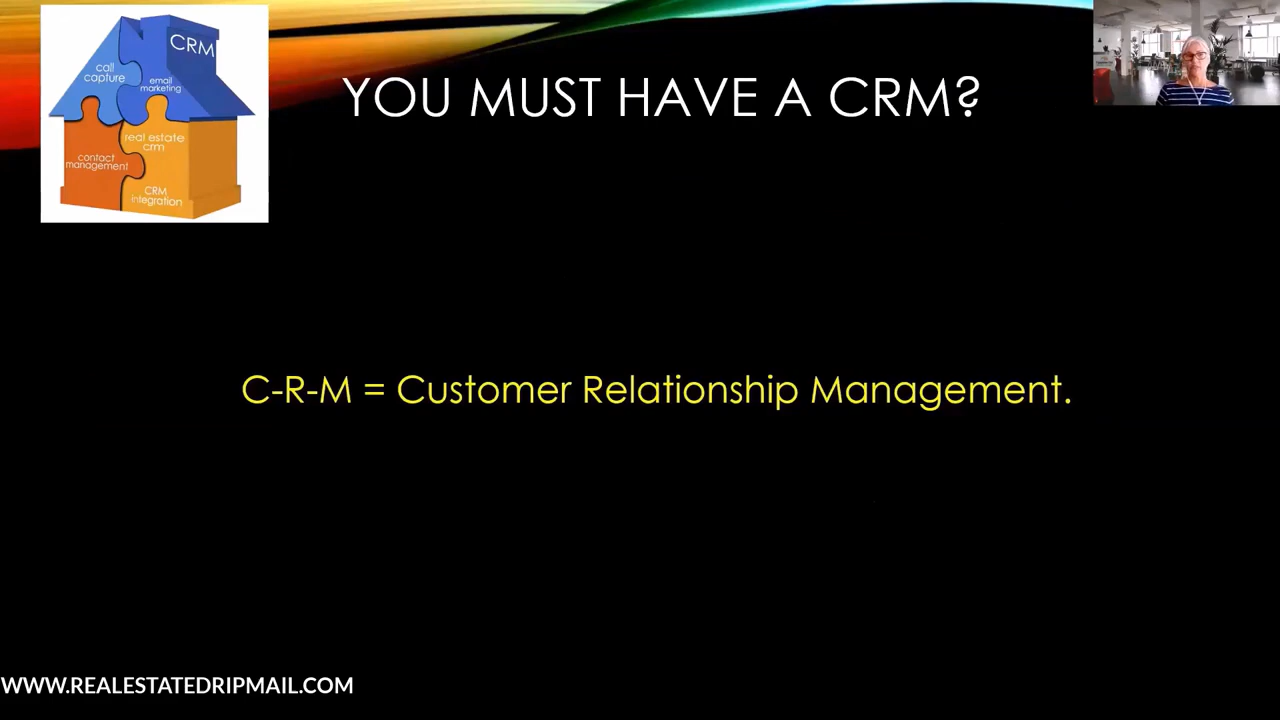 CRM
call
capture
email
marketing
real estate
crm
contact
management
CRM
integration
YOU MUST HAVE A CRM?
C-R-M = Customer Relationship Management.
WWW.REALESTATEDRIPMAIL.COM